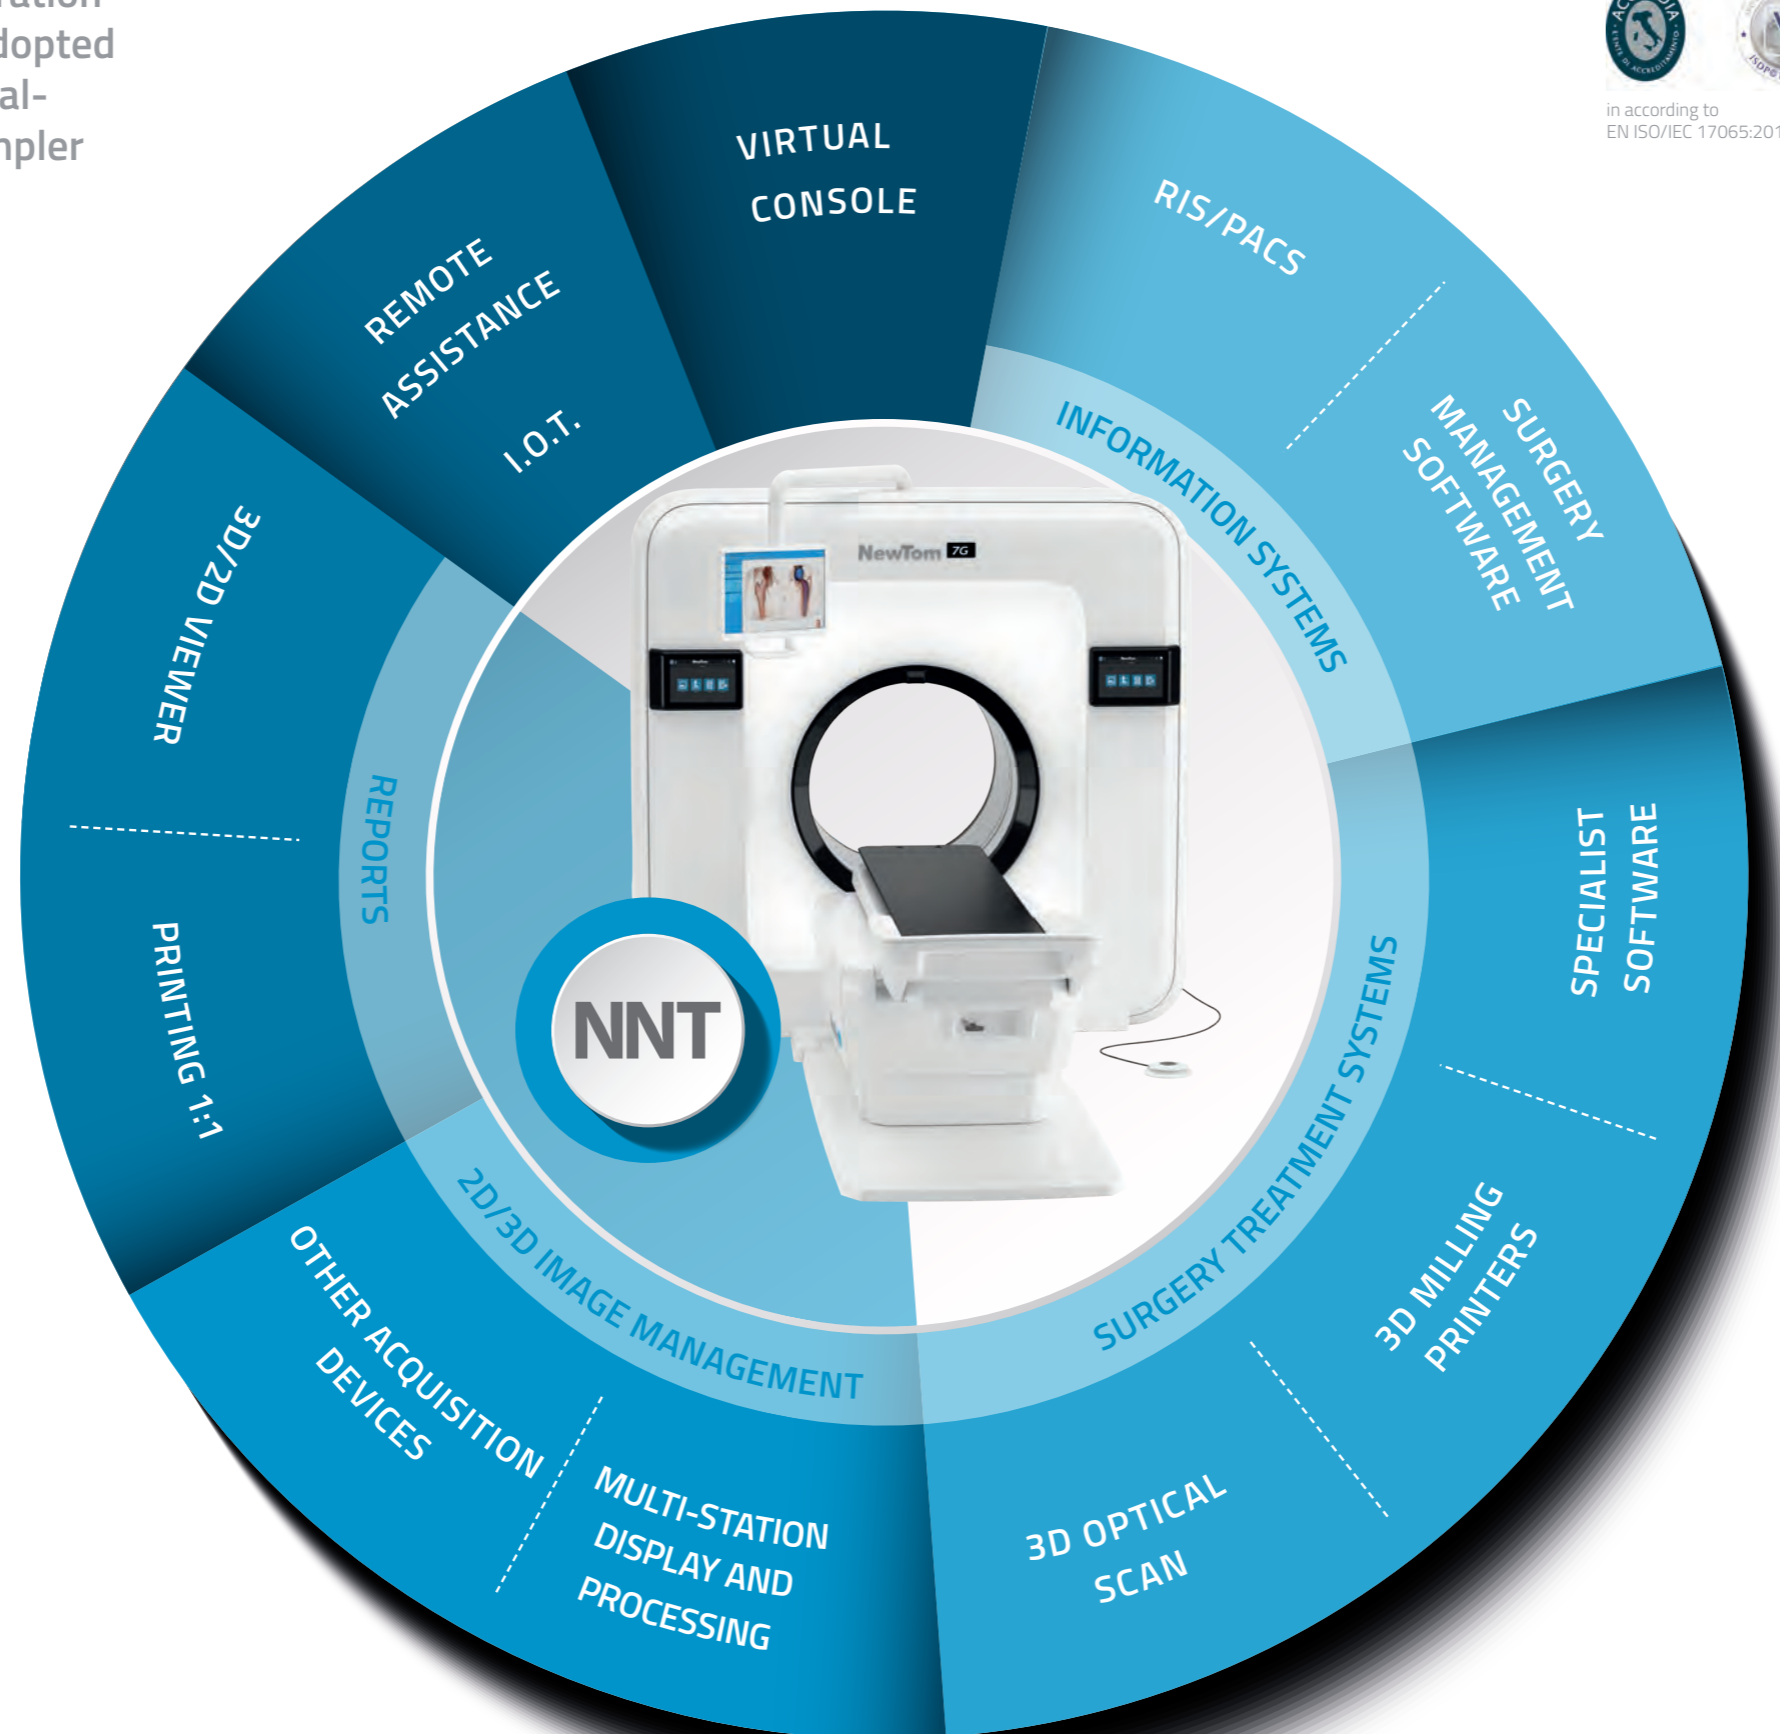 dopted
al-
mpler
in according to
EN ISO/IEC 17065:201
VIRTUAL
CONSOLE
RIS/PACS
SURGERY
MANAGEMENT
SOFTWARE
INFORMATION SYSTEMS
SPECIALIST
SOFTWARE
3D MILLING
PRINTERS
3D OPTICAL
SCAN
SURGERY TREATMENT SYSTEMS
MULTI-STATION
DISPLAY AND
PROCESSING
OTHER ACQUISITION
DEVICES
2D/3D IMAGE MANAGEMENT
PRINTING 1:1
3D/2D VIEWER
REPORTS
REMOTE
ASSISTANCE
I.O.T.
NewTom 7G
NNT